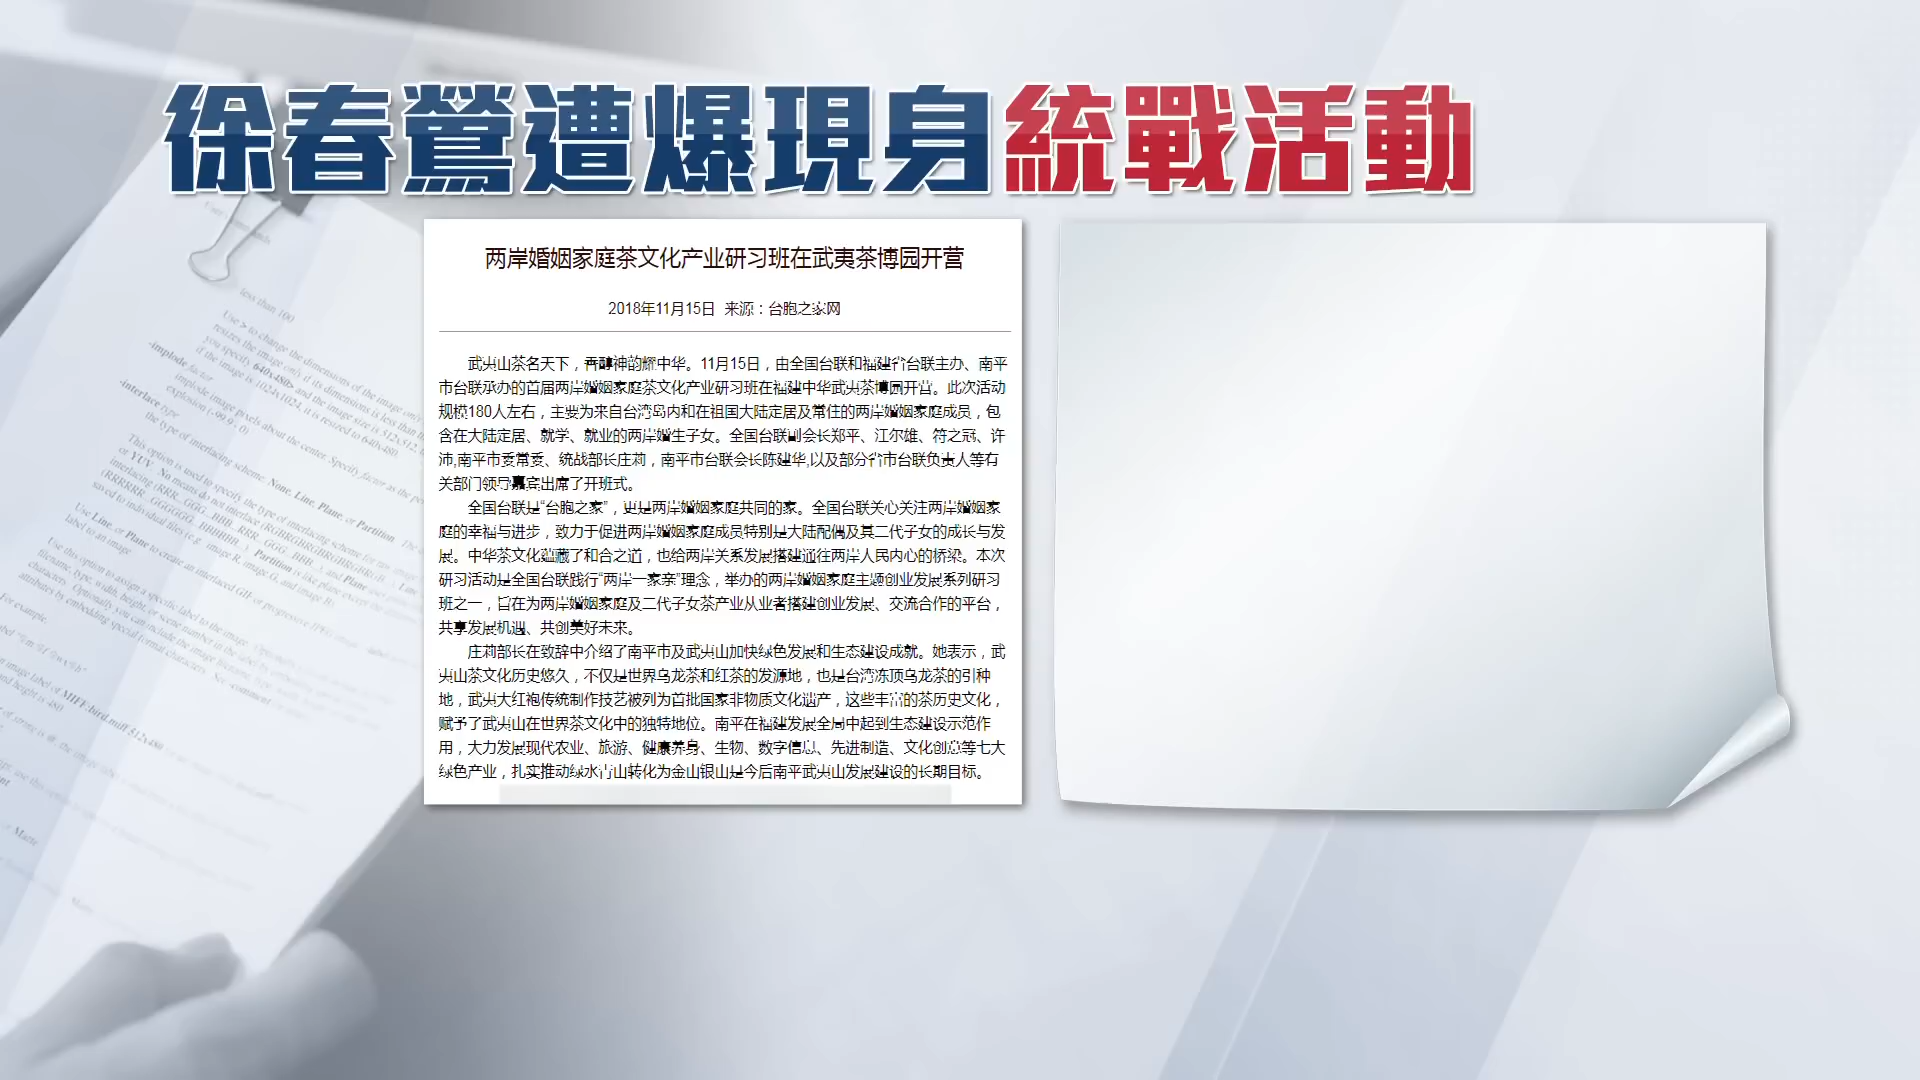 徐春鶯遭爆現身統戰活動
两岸婚姻家庭茶文化产业研习班在武夷茶博园开营
2018年11月15日 来源：台胞之家网
武夷山茶名天下，香醇神韵耀中华。11月15日，由全国台联和福建省台联主办、南平
市台联承办的首届两岸婚姻家庭茶文化产业研习班在福建中华武夷茶博园开营。此次活动
规模180人左右，主要为来自台湾岛内和在祖国大陆定居及常住的两岸婚姻家庭成员，包
含在大陆定居、就学、就业的两岸婚生子女。全国台联副会长郑平、江尔雄、符之冠、许
沛,南平市委常委、统战部长庄莉，南平市台联会长陈建华,以及部分省市台联负责人等有
关部门领导嘉宾出席了开班式。
全国台联是“台胞之家”，更是两岸婚姻家庭共同的家。全国台联关心关注两岸婚姻家
庭的幸福与进步，致力于促进两岸婚姻家庭成员特别是大陆配偶及其二代子女的成长与发
展。中华茶文化蕴藏了和合之道，也给两岸关系发展搭建通往两岸人民内心的桥梁。本次
研习活动是全国台联践行“两岸一家亲”理念，举办的两岸婚姻家庭主题创业发展系列研习
班之一，旨在为两岸婚姻家庭及二代子女茶产业从业者搭建创业发展、交流合作的平台，
共享发展机遇、共创美好未来。
庄莉部长在致辞中介绍了南平市及武夷山加快绿色发展和生态建设成就。她表示，武
夷山茶文化历史悠久，不仅是世界乌龙茶和红茶的发源地，也是台湾冻顶乌龙茶的引种
地，武夷大红袍传统制作技艺被列为首批国家非物质文化遗产，这些丰富的茶历史文化，
赋予了武夷山在世界茶文化中的独特地位。南平在福建发展全局中起到生态建设示范作
用，大力发展现代农业、旅游、健康养身、生物、数字信息、先进制造、文化创意等七大
绿色产业，扎实推动绿水青山转化为金山银山是今后南平武夷山发展建设的长期目标。